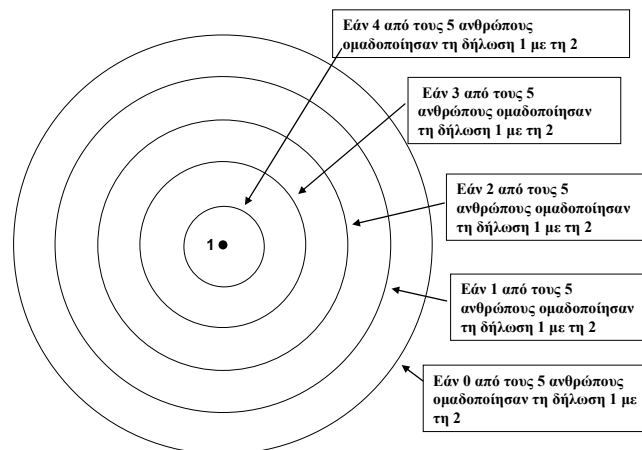 Εάν 4 από τους 5 ανθρώπους
ομαδοποίησαν τη δήλωση 1 με τη 2
Εάν 3 από τους 5
ανθρώπους ομαδοποίησαν
τη δήλωση 1 με τη 2
Εάν 2 από τους 5
ανθρώπους ομαδοποίησαν
τη δήλωση 1 με τη 2
1
Εάν 1 από τους 5
ανθρώπους ομαδοποίησαν
τη δήλωση 1 με τη 2
Εάν 0 από τους 5 ανθρώπους
ομαδοποίησαν τη δήλωση 1 με
τη 2